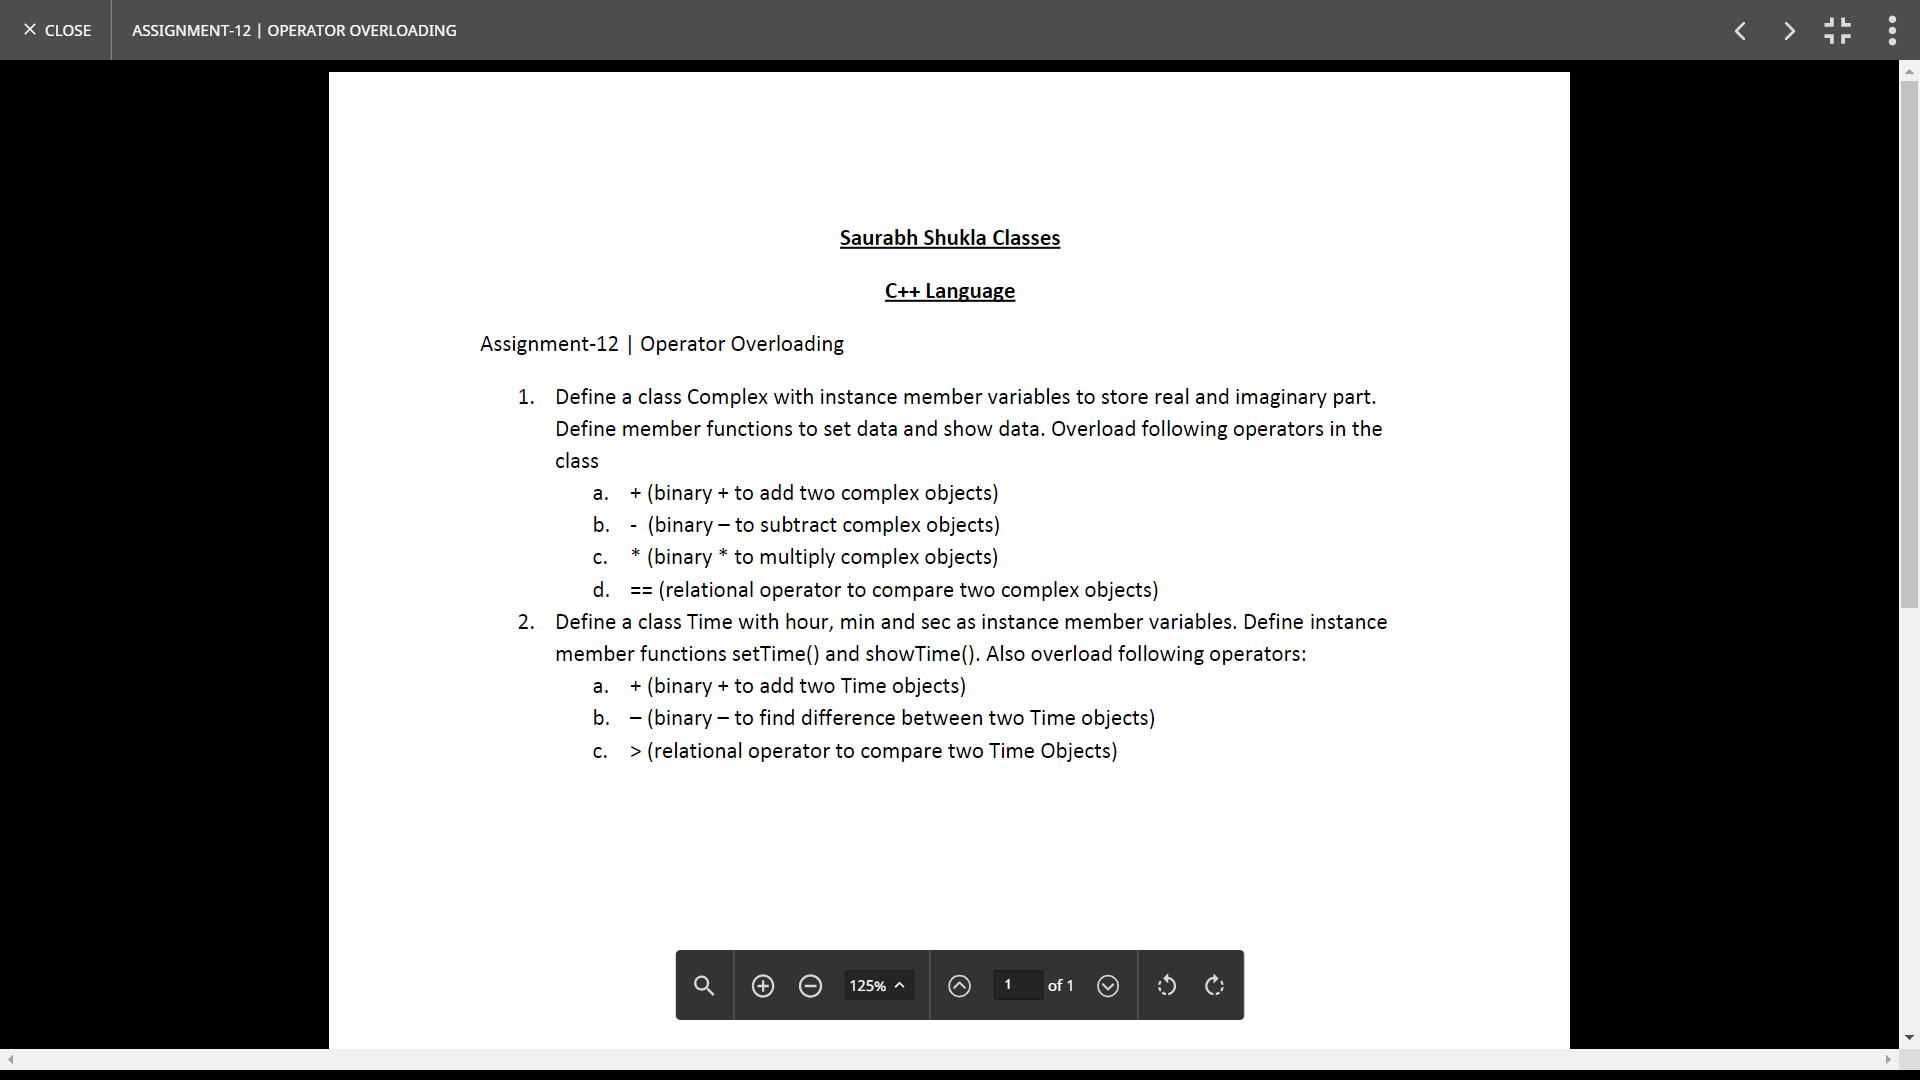 CLOSE
ASSIGNMENT-12 | OPERATOR OVERLOADING
Saurabh Shukla Classes
C++ Language
Assignment-12 | Operator Overloading
1. Define a class Complex with instance member variables to store real and imaginary part.
Define member functions to set data and show data. Overload following operators in the
class
a. + (binary + to add two complex objects)
b. - (binary – to subtract complex objects)
c. * (binary * to multiply complex objects)
d. == (relational operator to compare two complex objects)
2. Define a class Time with hour, min and sec as instance member variables. Define instance
member functions setTime() and showTime(). Also overload following operators:
a. + (binary + to add two Time objects)
b. – (binary – to find difference between two Time objects)
c. > (relational operator to compare two Time Objects)
125% 1 of 1